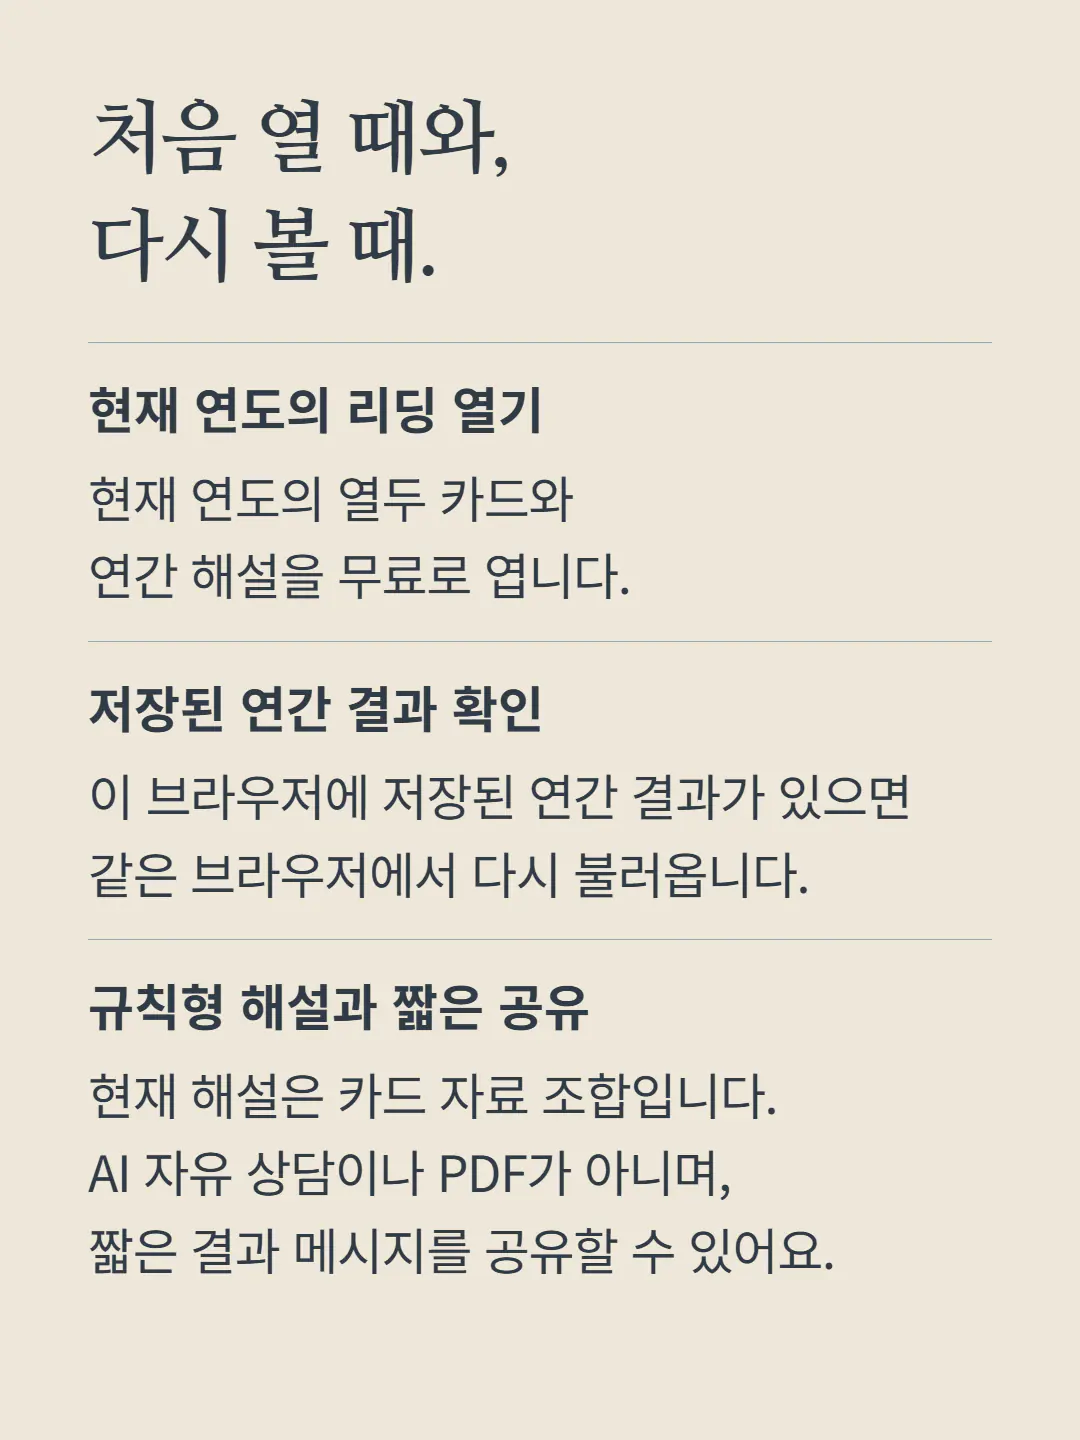 처음 열 때와,
다시 볼 때.
현재 연도의 리딩 열기
현재 연도의 열두 카드와
연간 해설을 무료로 엽니다.
저장된 연간 결과 확인
이 브라우저에 저장된 연간 결과가 있으면
같은 브라우저에서 다시 불러옵니다.
규칙형 해설과 짧은 공유
현재 해설은 카드 자료 조합입니다.
AI 자유 상담이나 PDF가 아니며,
짧은 결과 메시지를 공유할 수 있어요.